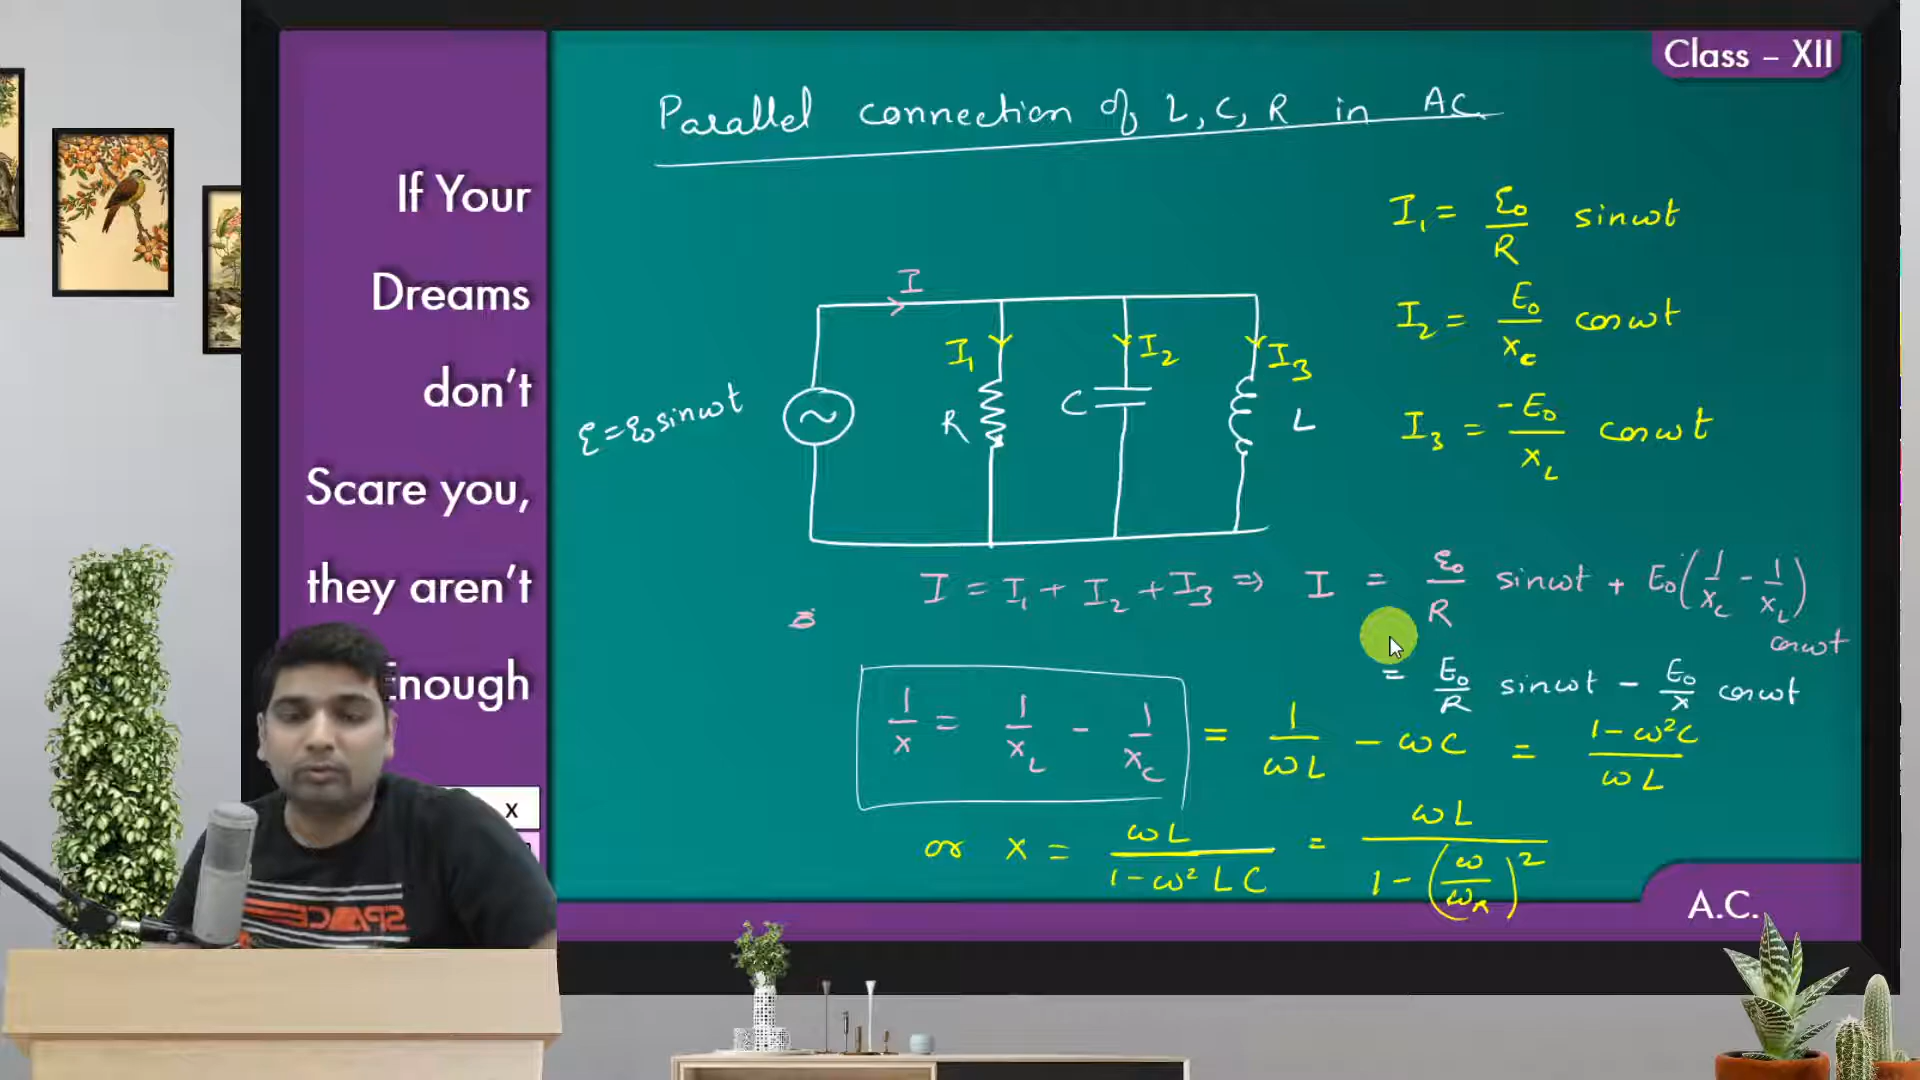 Class – XII
If Your
Dreams
don't
Scare you,
they aren't
Enough
Parallel connection of L, C, R in AC
I₁ = ε₀/R sinωt
I₂ = E₀/x_c cosωt
I₃ = -E₀/x_L cosωt
I
I₁ I₂ I₃
ε = ε₀ sinωt ~ R C L
I = I₁ + I₂ + I₃ ⇒ I = ε₀/R sinωt + E₀(1/x_c - 1/x_L) cosωt
= E₀/R sinωt - E₀/x cosωt
1/x = 1/x_L - 1/x_C = 1/ωL - ωC = 1-ω²C/ωL
or x = ωL/1-ω²LC = ωL/1-(ω/ω_r)²
x
SPACE
A.C.